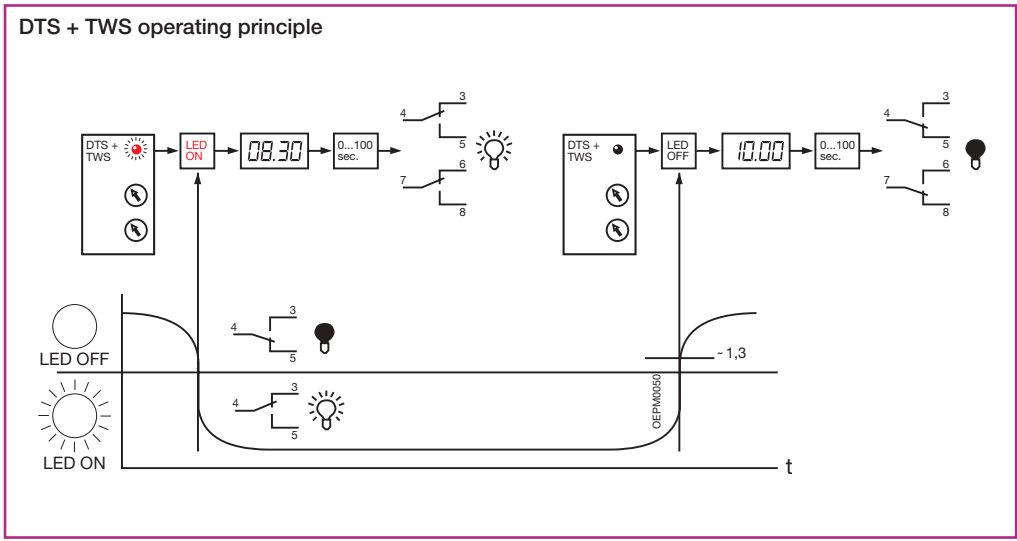 DTS + TWS operating principle
DTS +
TWS
LED
ON
08.30
0...100
sec.
3
4
5
6
7
8
DTS +
TWS
LED
OFF
10.00
0...100
sec.
3
4
5
6
7
8
LED OFF
3
4
5
~1,3
LED ON
3
4
5
OEPM0050
t